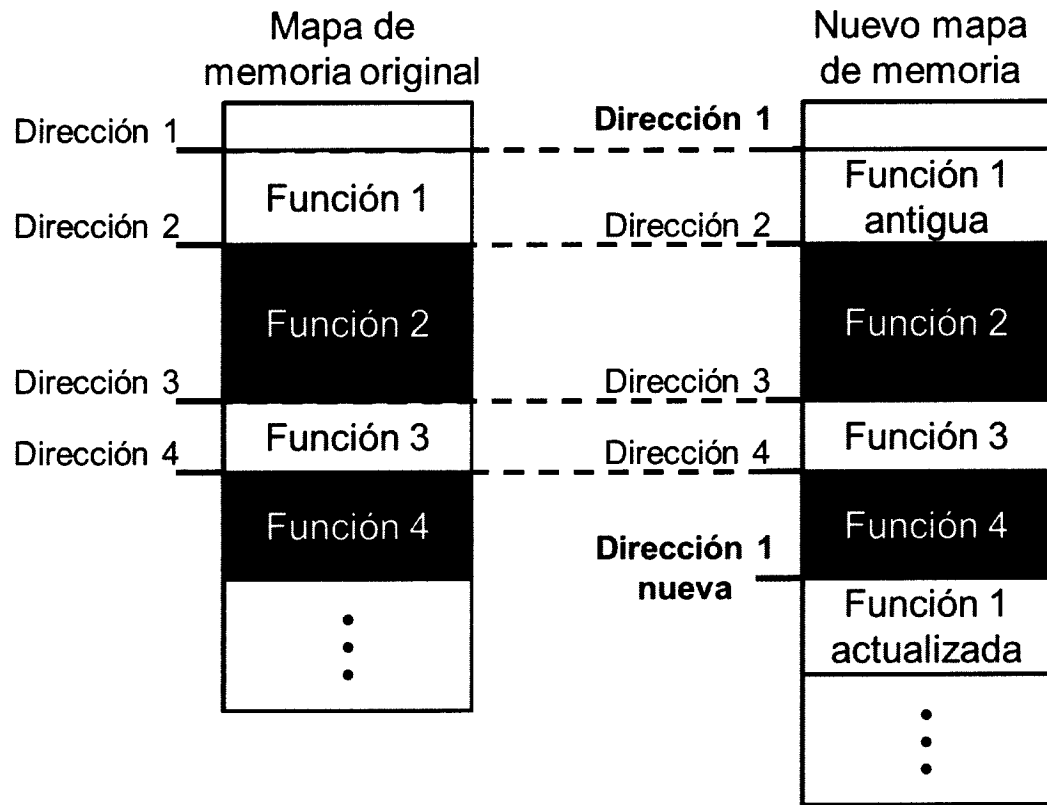 Mapa de
memoria original
Dirección 1
Función 1
Dirección 2
Función 2
Dirección 3
Función 3
Dirección 4
Función 4
Nuevo mapa
de memoria
Dirección 1
Función 1
antigua
Dirección 2
Función 2
Dirección 3
Función 3
Dirección 4
Función 4
Dirección 1
nueva
Función 1
actualizada